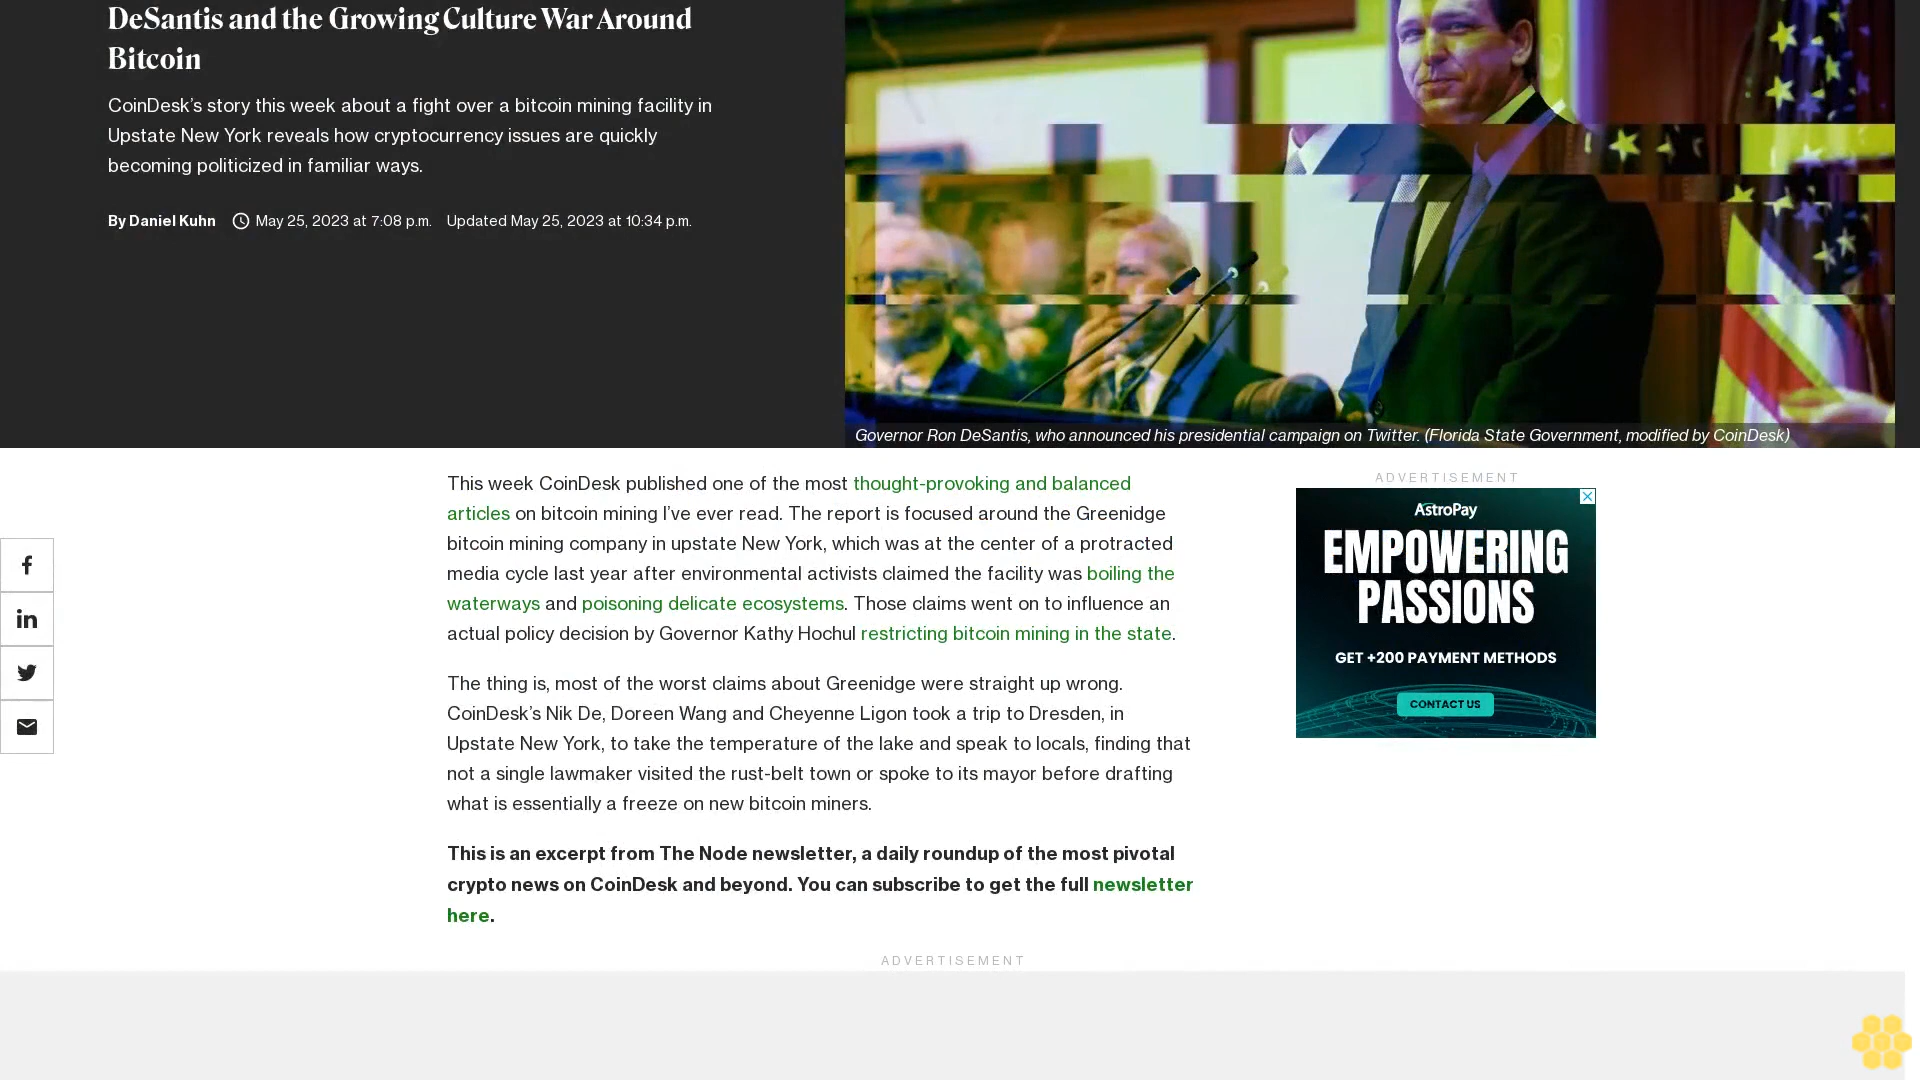 DeSantis and the Growing Culture War Around
Bitcoin
CoinDesk’s story this week about a fight over a bitcoin mining facility in
Upstate New York reveals how cryptocurrency issues are quickly
becoming politicized in familiar ways.
By Daniel Kuhn May 25, 2023 at 7:08 p.m. Updated May 25, 2023 at 10:34 p.m.
Governor Ron DeSantis, who announced his presidential campaign on Twitter. (Florida State Government, modified by CoinDesk)
This week CoinDesk published one of the most thought-provoking and balanced
articles on bitcoin mining I’ve ever read. The report is focused around the Greenidge
bitcoin mining company in upstate New York, which was at the center of a protracted
media cycle last year after environmental activists claimed the facility was boiling the
waterways and poisoning delicate ecosystems. Those claims went on to influence an
actual policy decision by Governor Kathy Hochul restricting bitcoin mining in the state.
The thing is, most of the worst claims about Greenidge were straight up wrong.
CoinDesk’s Nik De, Doreen Wang and Cheyenne Ligon took a trip to Dresden, in
Upstate New York, to take the temperature of the lake and speak to locals, finding that
not a single lawmaker visited the rust-belt town or spoke to its mayor before drafting
what is essentially a freeze on new bitcoin miners.
This is an excerpt from The Node newsletter, a daily roundup of the most pivotal
crypto news on CoinDesk and beyond. You can subscribe to get the full newsletter
here.
ADVERTISEMENT
AstroPay
EMPOWERING
PASSIONS
GET +200 PAYMENT METHODS
CONTACT US
ADVERTISEMENT